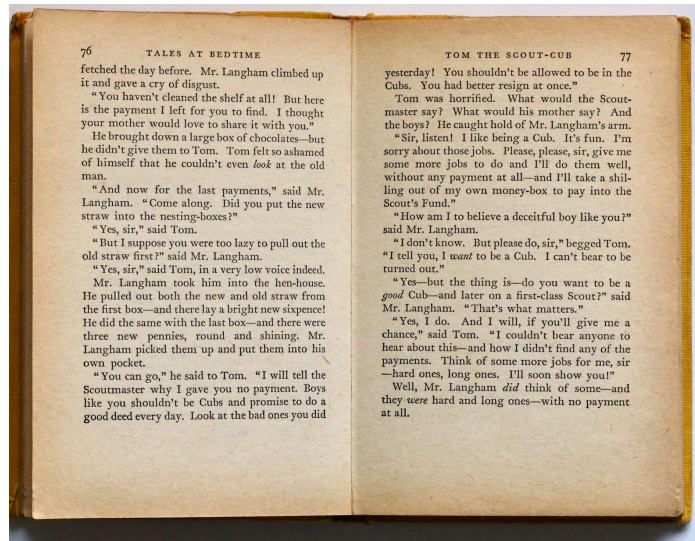 76
TALES AT BEDTIME
fetched the day before. Mr. Langham climbed up
it and gave a cry of disgust.
"You haven't cleaned the shelf at all! But here
is the payment I left for you to find. I thought
your mother would love to share it with you."
He brought down a large box of chocolates—but
he didn't give them to Tom. Tom felt so ashamed
of himself that he couldn't even look at the old
man.
"And now for the last payments," said Mr.
Langham. "Come along. Did you put the new
straw into the nesting-boxes?"
"Yes, sir," said Tom.
"But I suppose you were too lazy to pull out the
old straw first?" said Mr. Langham.
"Yes, sir," said Tom, in a very low voice indeed.
Mr. Langham took him into the hen-house.
He pulled out both the new and old straw from
the first box—and there lay a bright new sixpence!
He did the same with the last box—and there were
three new pennies, round and shining. Mr.
Langham picked them up and put them into his
own pocket.
"You can go," he said to Tom. "I will tell the
Scoutmaster why I gave you no payment. Boys
like you shouldn't be Cubs and promise to do a
good deed every day. Look at the bad ones you did
TOM THE SCOUT-CUB
77
yesterday! You shouldn't be allowed to be in the
Cubs. You had better resign at once."
Tom was horrified. What would the Scout-
master say? What would his mother say? And
the boys? He caught hold of Mr. Langham's arm.
"Sir, listen! I like being a Cub. It's fun. I'm
sorry about those jobs. Please, please, sir, give me
some more jobs to do and I'll do them well,
without any payment at all—and I'll take a shil-
ling out of my own money-box to pay into the
Scout's Fund."
"How am I to believe a deceitful boy like you?"
said Mr. Langham.
"I don't know. But please do, sir," begged Tom.
"I tell you, I want to be a Cub. I can't bear to be
turned out."
"Yes—but the thing is—do you want to be a
good Cub—and later on a first-class Scout?" said
Mr. Langham. "That's what matters."
"Yes, I do. And I will, if you'll give me a
chance," said Tom. "I couldn't bear anyone to
hear about this—and how I didn't find any of the
payments. Think of some more jobs for me, sir
—hard ones, long ones. I'll soon show you!"
Well, Mr. Langham did think of some—and
they were hard and long ones—with no payment
at all.